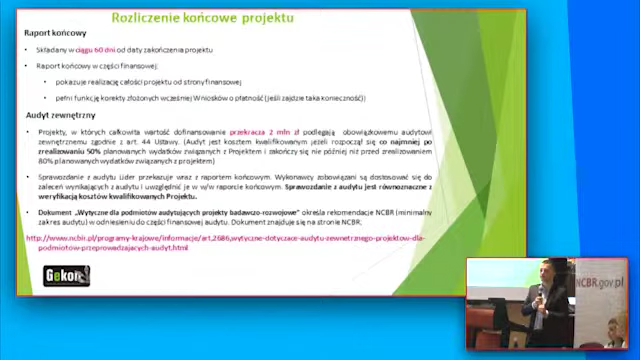 Rozliczenie końcowe projektu
Raport końcowy
• Składany w ciągu 60 dni od daty zakończenia projektu
• Raport końcowy w części finansowej:
• pokazuje realizację całości projektu od strony finansowej
• pełni funkcję korekty złożonych wcześniej Wniosków o płatność (jeśli zajdzie taka konieczność)
Audyt zewnętrzny
• Projekty, w których całkowita wartość dofinansowania przekracza 2 mln zł podlegają obowiązkowemu audytowi
zewnętrznemu zgodnie z art. 44 Ustawy. (Audyt jest kosztem kwalifikowanym jeżeli rozpoczął się co najmniej po
zrealizowaniu 50% planowanych wydatków związanych z Projektem i zakończy się nie później niż przed zrealizowaniem
80% planowanych wydatków związanych z projektem)
• Sprawozdanie z audytu Lider przekazuje wraz z raportem końcowym. Wykonawcy zobowiązani są dostosować się do
zaleceń wynikających z audytu i uwzględnić je w w/w raporcie końcowym. Sprawozdanie z audytu jest równoznaczne z
weryfikacją kosztów kwalifikowanych Projektu.
• Dokument „Wytyczne dla podmiotów audytujących projekty badawczo-rozwojowe" określa rekomendacje NCBR (minimalny
zakres audytu) w odniesieniu do części finansowej audytu. Dokument znajduje się na stronie NCBR:
http://www.ncbir.pl/programy-krajowe/informacje/art,2686,wytyczne-dotyczace-audytu-zewnetrznego-projektow-dla-
podmiotow-przeprowadzajacych-audyt.html
Gekon
NCBR.gov.pl